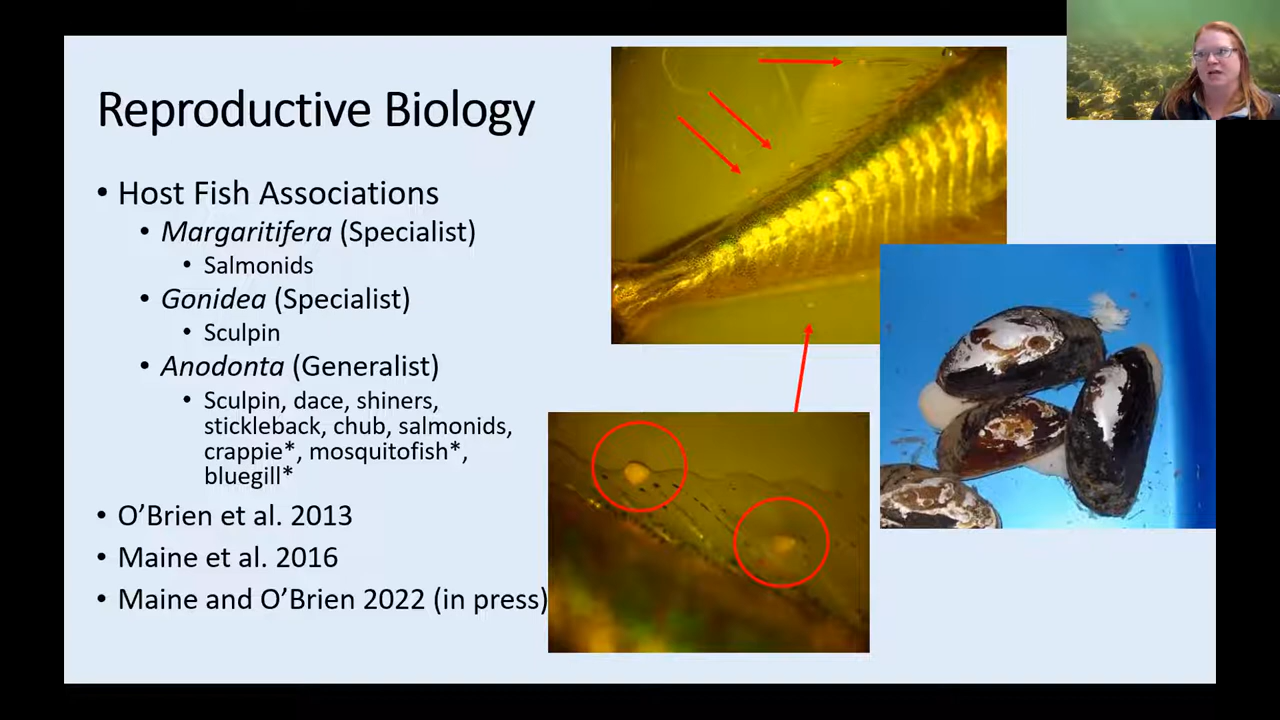 Reproductive Biology
• Host Fish Associations
• Margaritifera (Specialist)
• Salmonids
• Gonidea (Specialist)
• Sculpin
• Anodonta (Generalist)
• Sculpin, dace, shiners,
stickleback, chub, salmonids,
crappie*, mosquitofish*,
bluegill*
• O’Brien et al. 2013
• Maine et al. 2016
• Maine and O’Brien 2022 (in press)